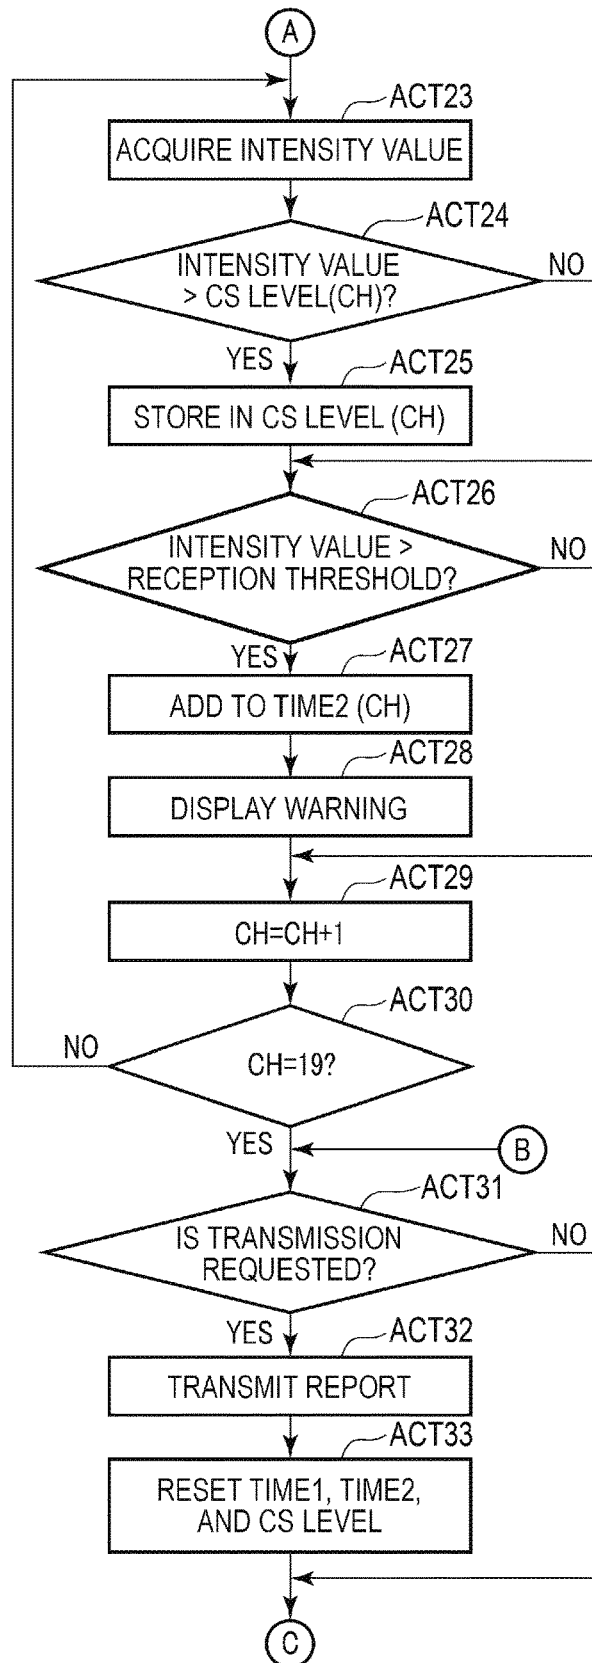 A
ACT23
ACQUIRE INTENSITY VALUE
ACT24
INTENSITY VALUE
> CS LEVEL(CH)?
NO
YES
ACT25
STORE IN CS LEVEL (CH)
ACT26
INTENSITY VALUE >
RECEPTION THRESHOLD?
NO
YES
ACT27
ADD TO TIME2 (CH)
ACT28
DISPLAY WARNING
ACT29
CH=CH+1
ACT30
NO
CH=19?
YES
B
ACT31
IS TRANSMISSION
REQUESTED?
NO
YES
ACT32
TRANSMIT REPORT
ACT33
RESET TIME1, TIME2,
AND CS LEVEL
C